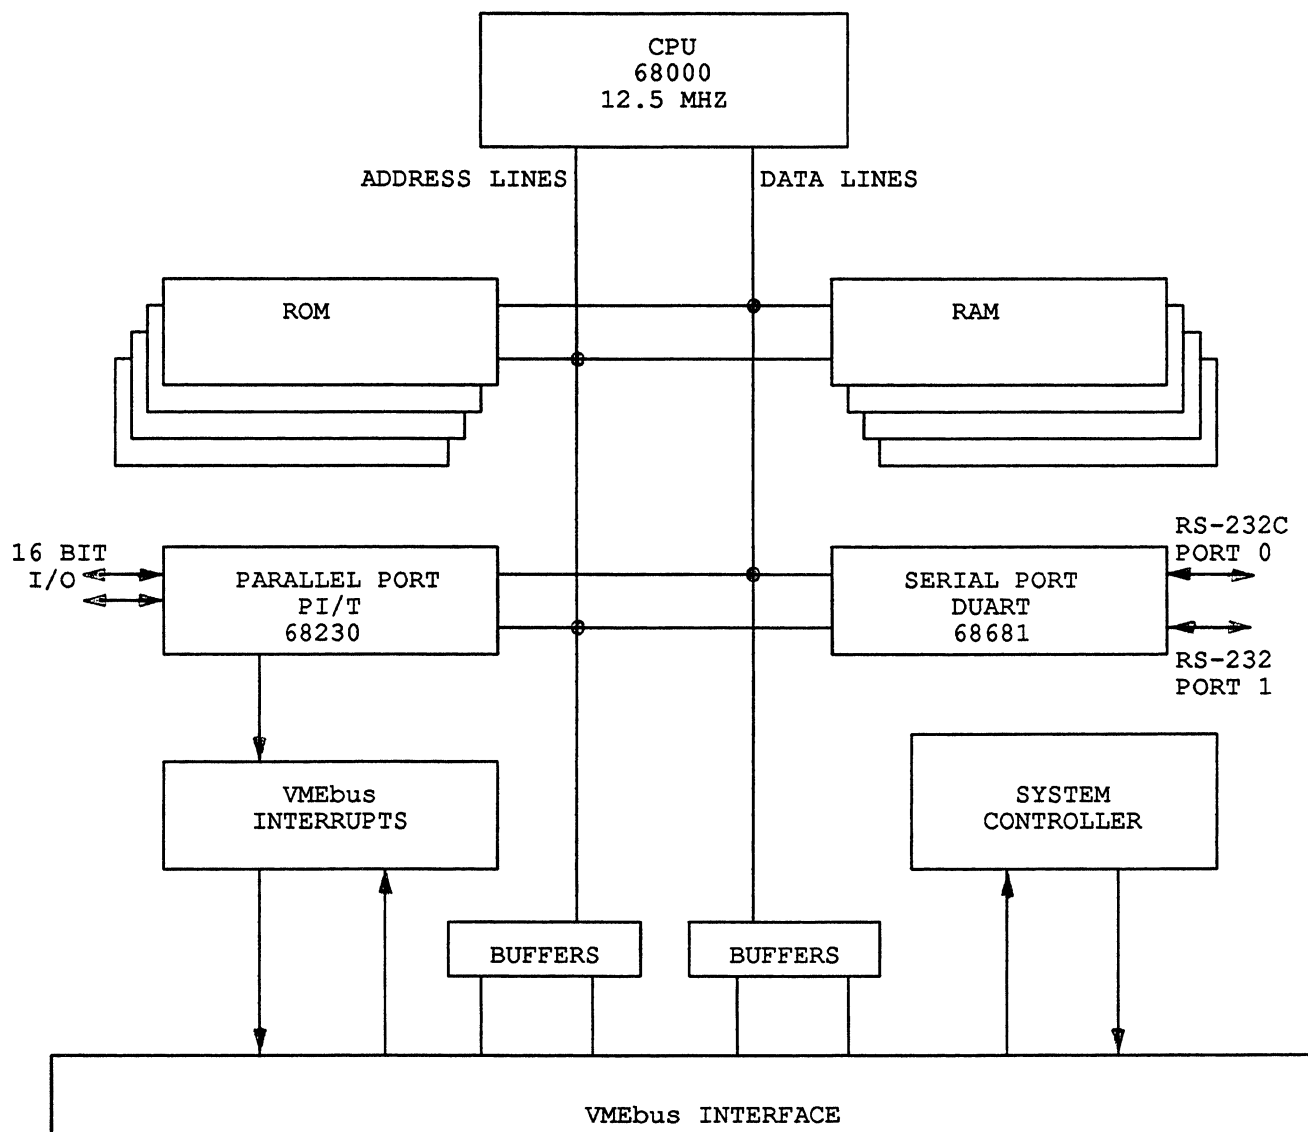 CPU
68000
12.5 MHZ
ADDRESS LINES
DATA LINES
ROM
RAM
16 BIT
I/O
PARALLEL PORT
PI/T
68230
SERIAL PORT
DUART
68681
RS-232C
PORT 0
RS-232
PORT 1
VMEbus
INTERRUPTS
SYSTEM
CONTROLLER
BUFFERS
BUFFERS
VMEbus INTERFACE